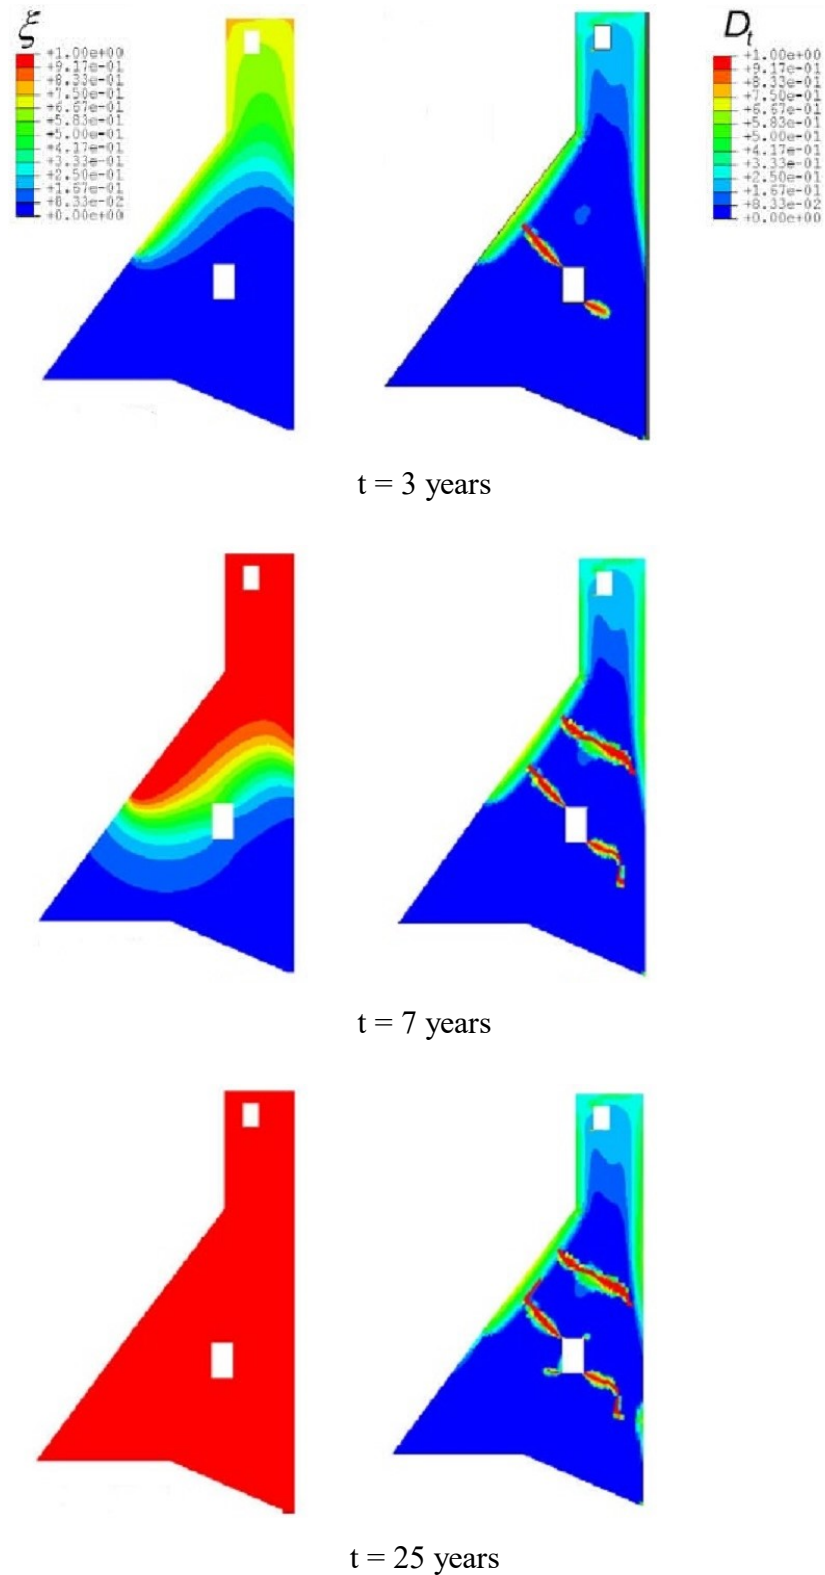 ξ
+1.00e+00
+9.17e-01
+8.33e-01
+7.50e-01
+6.67e-01
+5.83e-01
+5.00e-01
+4.17e-01
+3.33e-01
+2.50e-01
+1.67e-01
+8.33e-02
+0.00e+00
D_t
+1.00e+00
+9.17e-01
+8.33e-01
+7.50e-01
+6.67e-01
+5.83e-01
+5.00e-01
+4.17e-01
+3.33e-01
+2.50e-01
+1.67e-01
+8.33e-02
+0.00e+00
t = 3 years
t = 7 years
t = 25 years